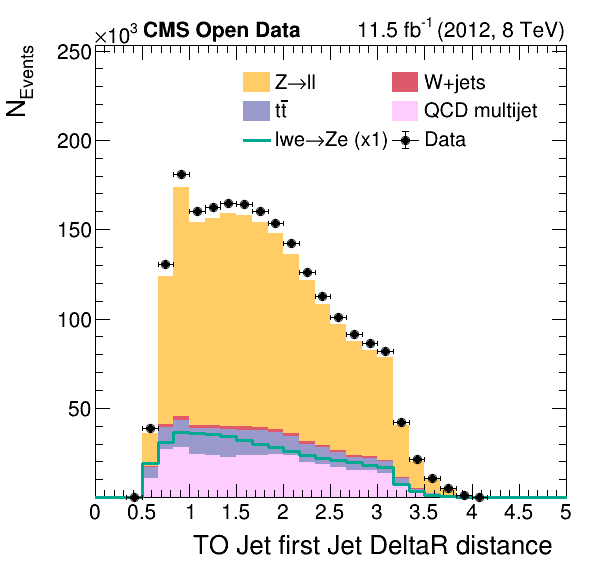 ×10³ CMS Open Data 11.5 fb⁻¹ (2012, 8 TeV)
N_Events
250
200
150
100
50
Z→ll W+jets
tt̄ QCD multijet
lwe→Ze (x1) Data
0 0.5 1 1.5 2 2.5 3 3.5 4 4.5 5
TO Jet first Jet DeltaR distance